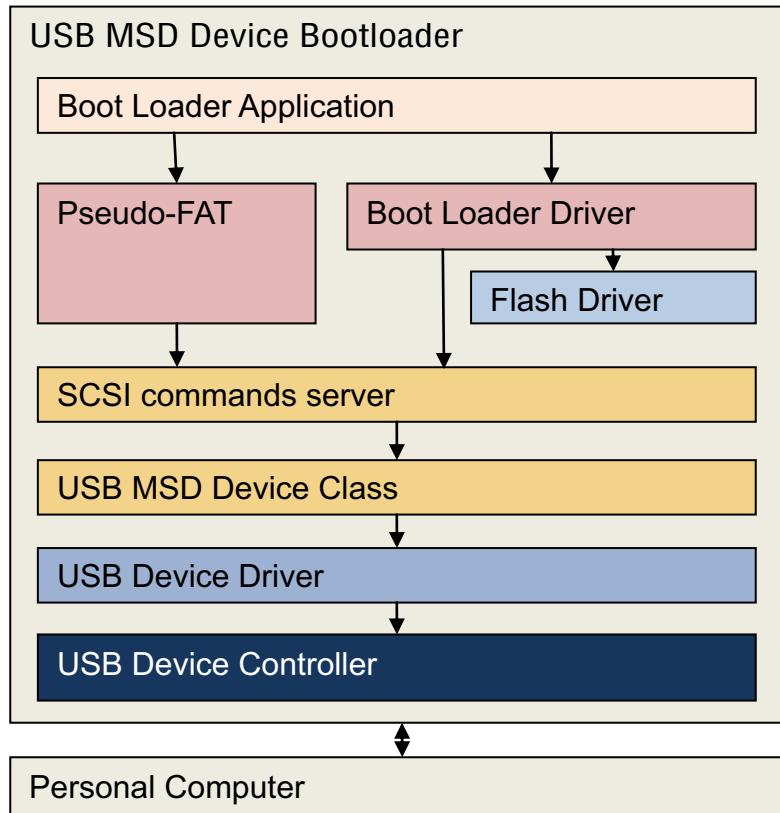 USB MSD Device Bootloader
Boot Loader Application
Pseudo-FAT
Boot Loader Driver
Flash Driver
SCSI commands server
USB MSD Device Class
USB Device Driver
USB Device Controller
Personal Computer